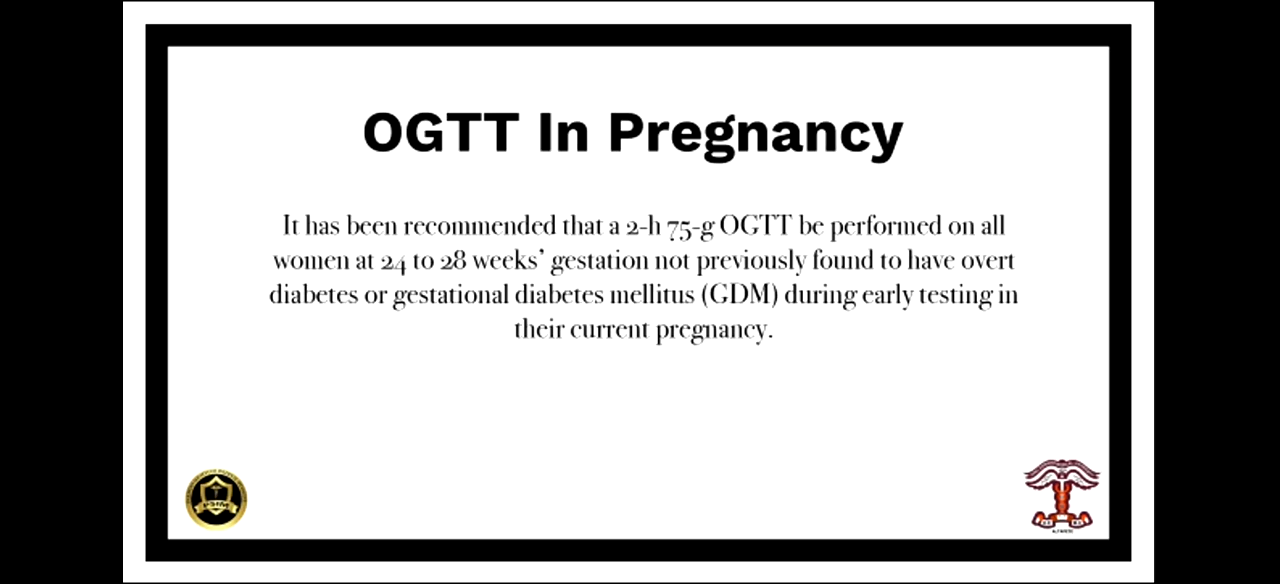 OGTT In Pregnancy
It has been recommended that a 2-h 75-g OGTT be performed on all
women at 24 to 28 weeks’ gestation not previously found to have overt
diabetes or gestational diabetes mellitus (GDM) during early testing in
their current pregnancy.